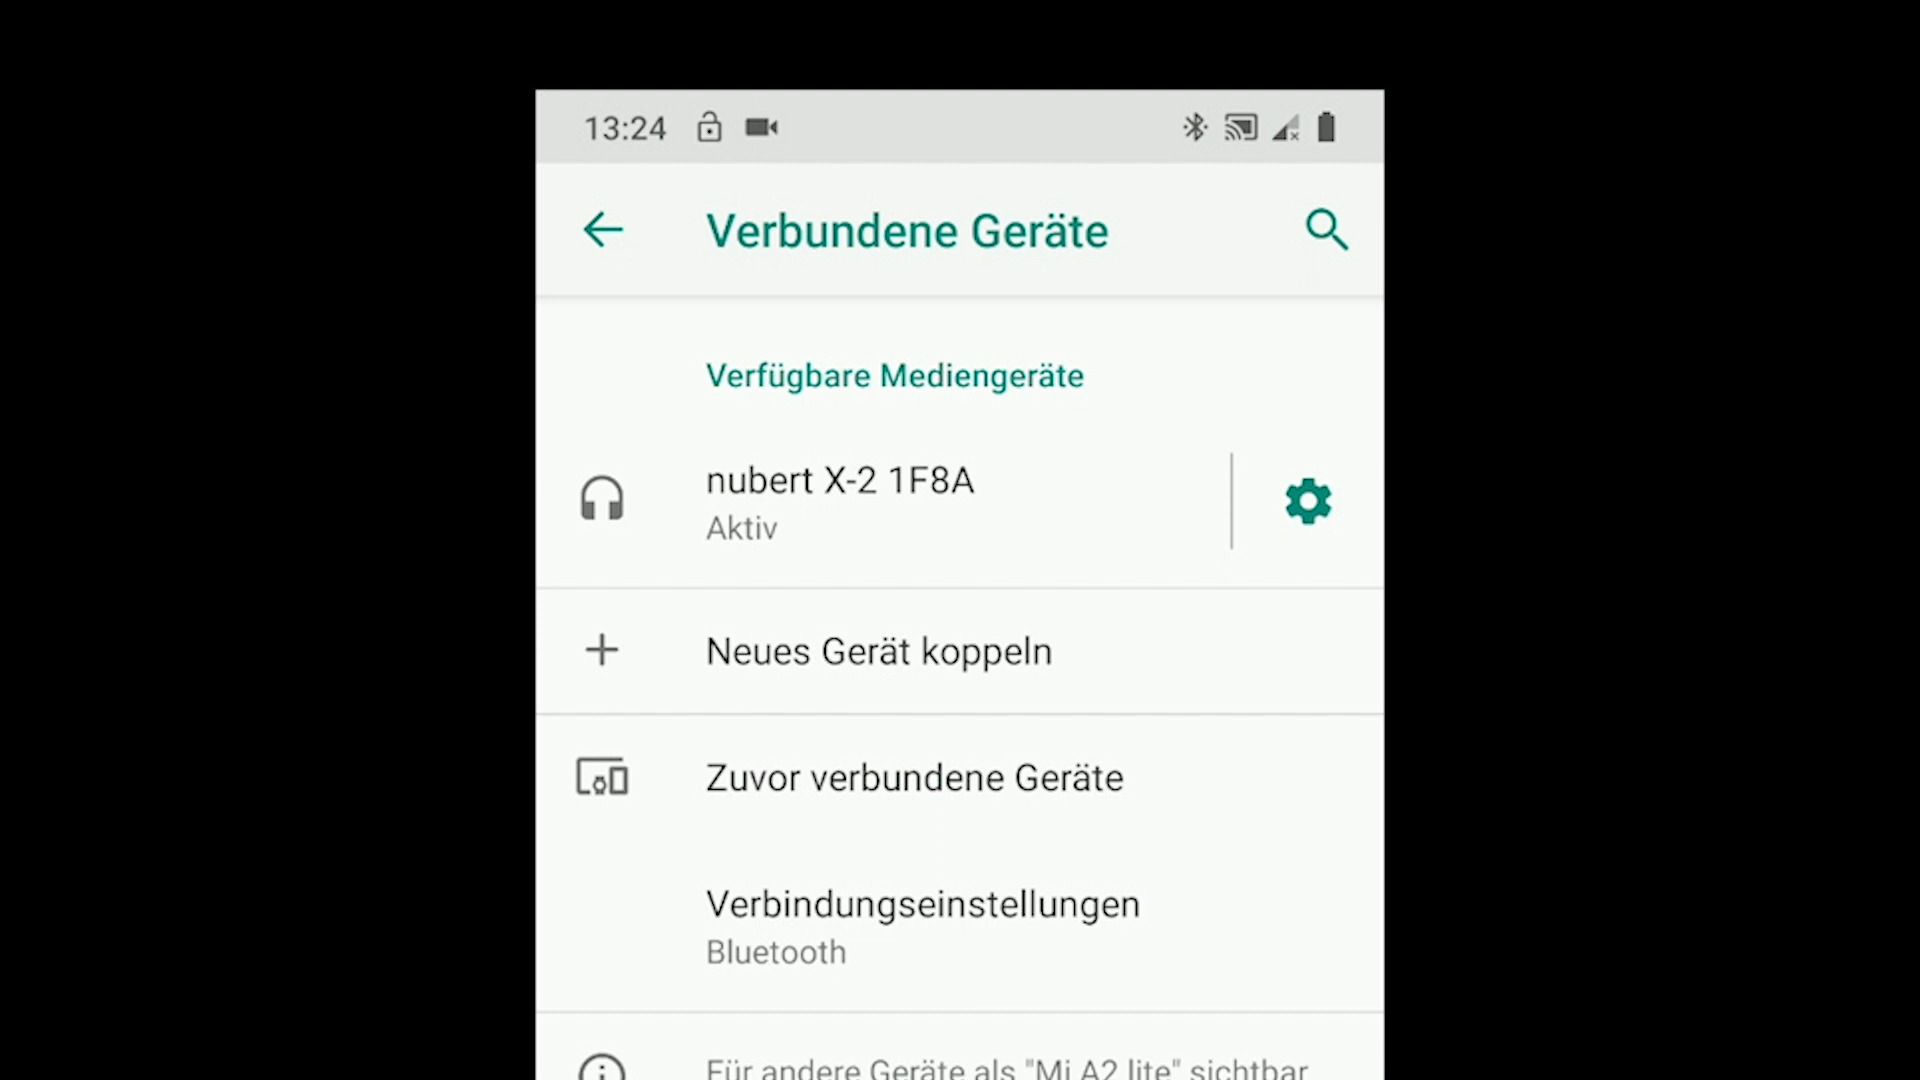 13:24
Verbundene Geräte
Verfügbare Mediengeräte
nubert X-2 1F8A
Aktiv
Neues Gerät koppeln
Zuvor verbundene Geräte
Verbindungseinstellungen
Bluetooth
Für andere Geräte als "Mi A2 lite" sichtbar